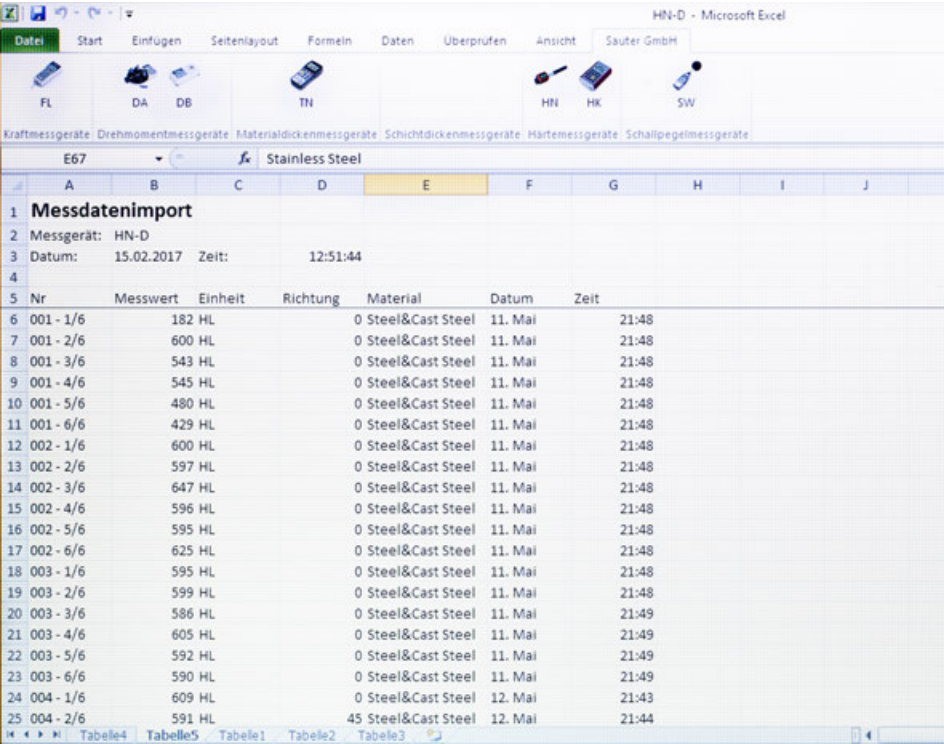 HN-D - Microsoft Excel
Datei Start Einfügen Seitenlayout Formeln Daten Überprüfen Ansicht Sauter GmbH
FL DA DB TN HN HK SW
Kraftmessgeräte Drehmomentmessgeräte Materialdickenmessgeräte Schichtdickenmessgeräte Härtemessgeräte Schallpegelmessgeräte
E67 fx Stainless Steel
A B C D E F G H I J
1 Messdatenimport
2 Messgerät: HN-D
3 Datum: 15.02.2017 Zeit: 12:51:44
4
5 Nr Messwert Einheit Richtung Material Datum Zeit
6 001 - 1/6 182 HL 0 Steel&Cast Steel 11. Mai 21:48
7 001 - 2/6 600 HL 0 Steel&Cast Steel 11. Mai 21:48
8 001 - 3/6 543 HL 0 Steel&Cast Steel 11. Mai 21:48
9 001 - 4/6 545 HL 0 Steel&Cast Steel 11. Mai 21:48
10 001 - 5/6 480 HL 0 Steel&Cast Steel 11. Mai 21:48
11 001 - 6/6 429 HL 0 Steel&Cast Steel 11. Mai 21:48
12 002 - 1/6 600 HL 0 Steel&Cast Steel 11. Mai 21:48
13 002 - 2/6 597 HL 0 Steel&Cast Steel 11. Mai 21:48
14 002 - 3/6 647 HL 0 Steel&Cast Steel 11. Mai 21:48
15 002 - 4/6 596 HL 0 Steel&Cast Steel 11. Mai 21:48
16 002 - 5/6 595 HL 0 Steel&Cast Steel 11. Mai 21:48
17 002 - 6/6 625 HL 0 Steel&Cast Steel 11. Mai 21:48
18 003 - 1/6 595 HL 0 Steel&Cast Steel 11. Mai 21:48
19 003 - 2/6 599 HL 0 Steel&Cast Steel 11. Mai 21:48
20 003 - 3/6 586 HL 0 Steel&Cast Steel 11. Mai 21:49
21 003 - 4/6 605 HL 0 Steel&Cast Steel 11. Mai 21:49
22 003 - 5/6 592 HL 0 Steel&Cast Steel 11. Mai 21:49
23 003 - 6/6 590 HL 0 Steel&Cast Steel 11. Mai 21:49
24 004 - 1/6 609 HL 0 Steel&Cast Steel 12. Mai 21:43
25 004 - 2/6 591 HL 45 Steel&Cast Steel 12. Mai 21:44
Tabelle4 Tabelle5 Tabelle1 Tabelle2 Tabelle3